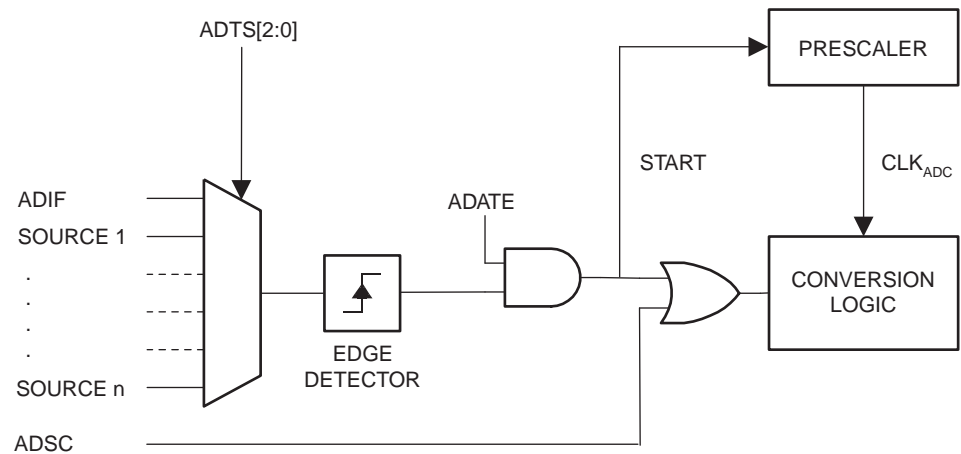 ADTS[2:0]
PRESCALER
START
CLKADC
ADIF
ADATE
SOURCE 1
.
.
.
.
CONVERSION
LOGIC
EDGE
DETECTOR
SOURCE n
ADSC